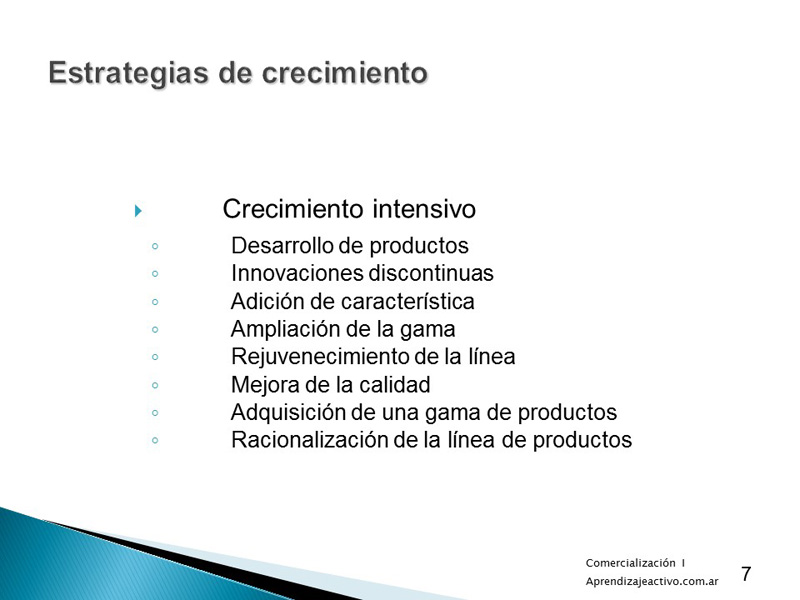 Estrategias de crecimiento
Crecimiento intensivo
Desarrollo de productos
Innovaciones discontinuas
Adición de característica
Ampliación de la gama
Rejuvenecimiento de la línea
Mejora de la calidad
Adquisición de una gama de productos
Racionalización de la línea de productos
Comercialización I
Aprendizajeactivo.com.ar
7